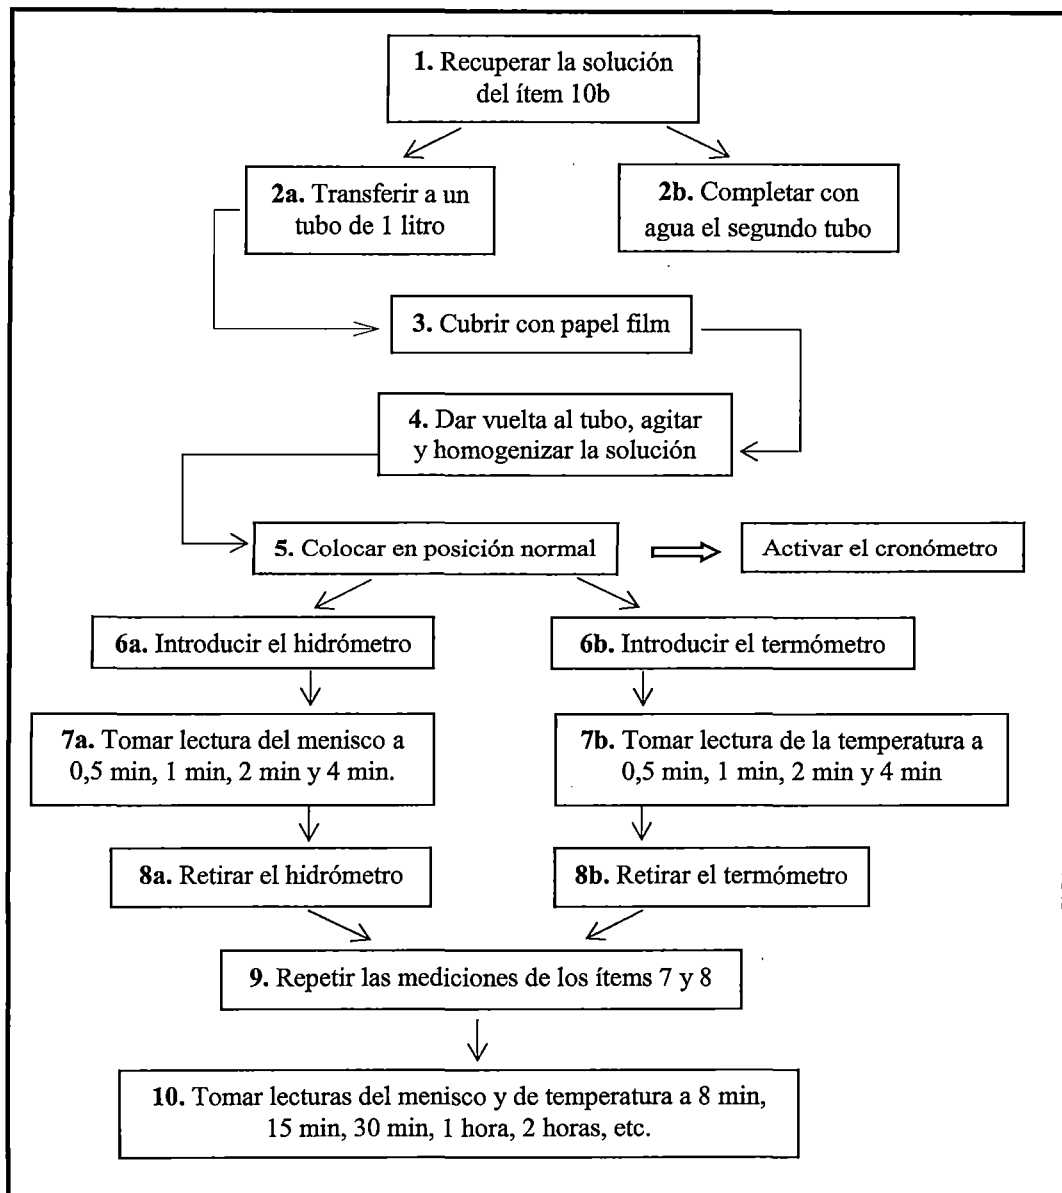 1. Recuperar la solución
del ítem 10b
2a. Transferir a un
tubo de 1 litro
2b. Completar con
agua el segundo tubo
3. Cubrir con papel film
4. Dar vuelta al tubo, agitar
y homogenizar la solución
5. Colocar en posición normal
Activar el cronómetro
6a. Introducir el hidrómetro
6b. Introducir el termómetro
7a. Tomar lectura del menisco a
0,5 min, 1 min, 2 min y 4 min.
7b. Tomar lectura de la temperatura a
0,5 min, 1 min, 2 min y 4 min
8a. Retirar el hidrómetro
8b. Retirar el termómetro
9. Repetir las mediciones de los ítems 7 y 8
10. Tomar lecturas del menisco y de temperatura a 8 min,
15 min, 30 min, 1 hora, 2 horas, etc.